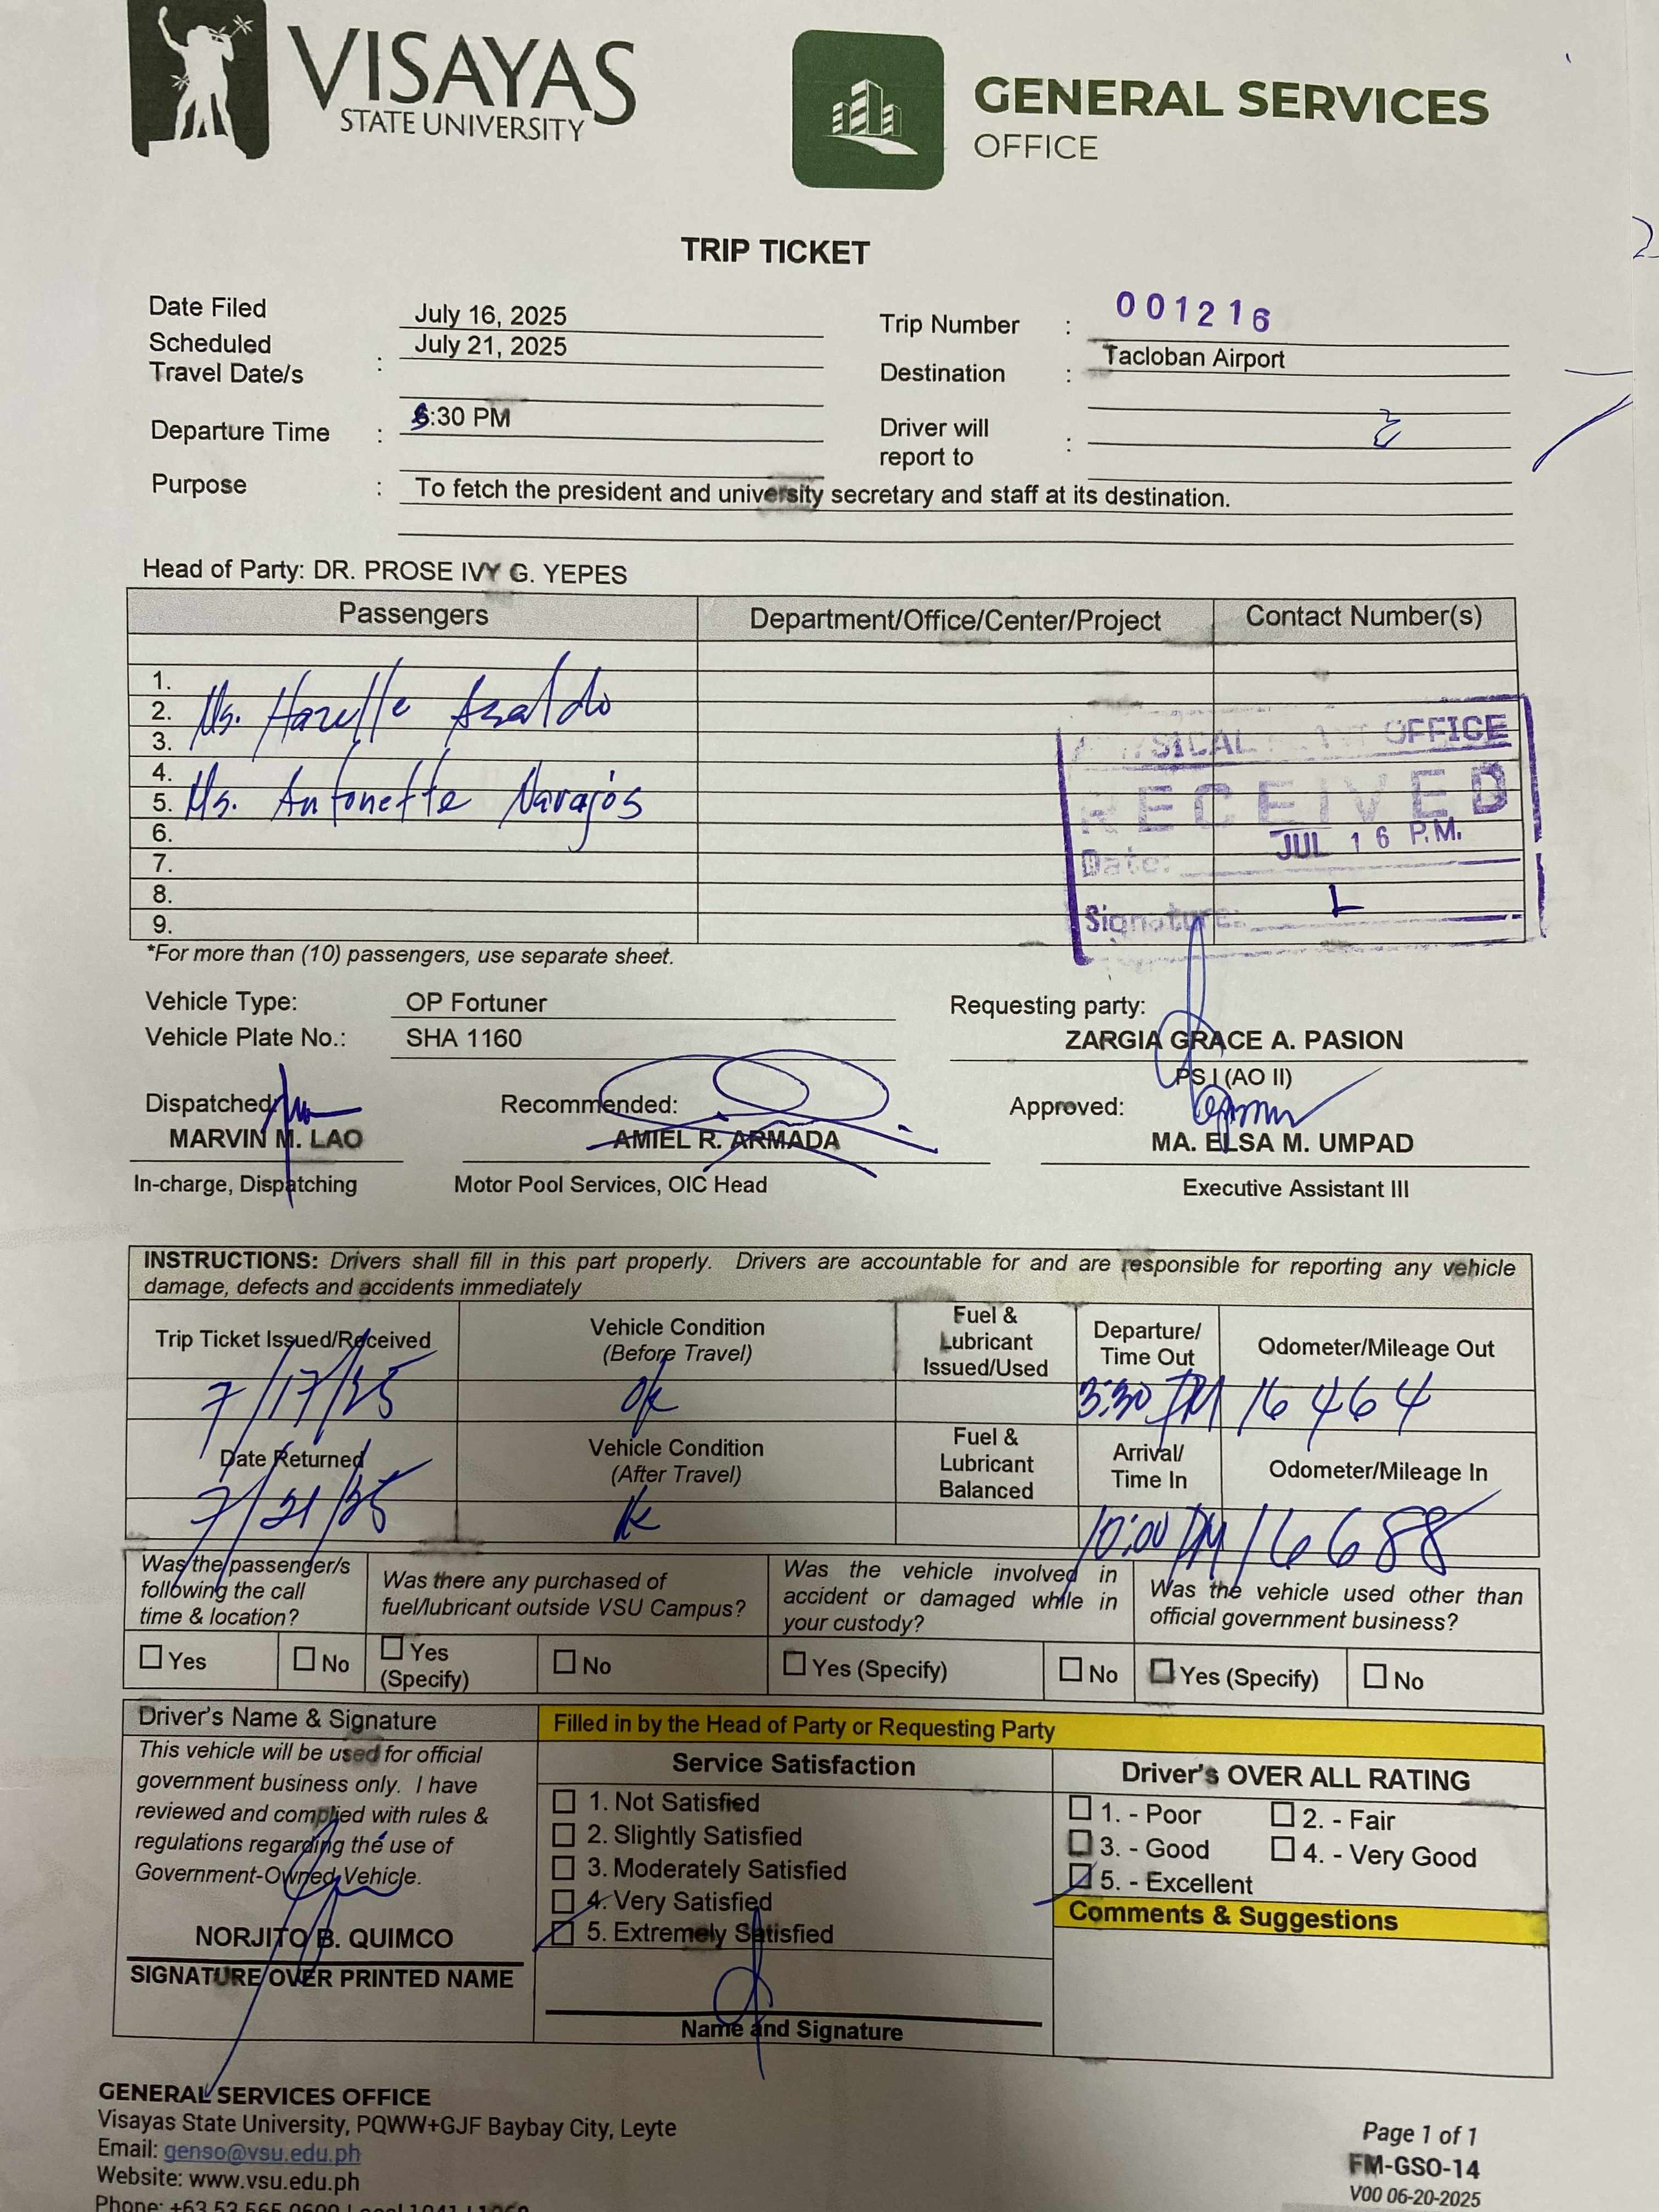 VISAYAS
STATE UNIVERSITY
GENERAL SERVICES
OFFICE
TRIP TICKET
Date Filed July 16, 2025
Trip Number : 001216
Scheduled Travel Date/s : July 21, 2025
Destination : Tacloban Airport
Departure Time : :30 PM
Driver will report to :
Purpose : To fetch the president and university secretary and staff at its destination.
Head of Party: DR. PROSE IVY G. YEPES
Passengers Department/Office/Center/Project Contact Number(s)
1.
2. Ms. Hazelle Asaldo
3.
4.
5. Ms. Antonette Navajos
6.
7.
8.
9.
PHYSICAL PLANT OFFICE
RECEIVED
Date: JUL 16 P.M.
Signature:
*For more than (10) passengers, use separate sheet.
Vehicle Type: OP Fortuner
Requesting party:
Vehicle Plate No.: SHA 1160
ZARGIA GRACE A. PASION
PS I (AO II)
Dispatched: Recommended: Approved:
MARVIN M. LAO AMIEL R. ARMADA MA. ELSA M. UMPAD
In-charge, Dispatching Motor Pool Services, OIC Head Executive Assistant III
INSTRUCTIONS: Drivers shall fill in this part properly. Drivers are accountable for and are responsible for reporting any vehicle
damage, defects and accidents immediately
Trip Ticket Issued/Received Vehicle Condition (Before Travel) Fuel & Lubricant Issued/Used Departure/ Time Out Odometer/Mileage Out
7/17/25 ok 3:30 PM 16464
Date Returned Vehicle Condition (After Travel) Fuel & Lubricant Balanced Arrival/ Time In Odometer/Mileage In
7/21/25 ok 10:00 PM 16688
Was the passenger/s following the call time & location?
Was there any purchased of fuel/lubricant outside VSU Campus?
Was the vehicle involved in accident or damaged while in your custody?
Was the vehicle used other than official government business?
Yes No Yes (Specify) No Yes (Specify) No Yes (Specify) No
Driver's Name & Signature
This vehicle will be used for official
government business only. I have
reviewed and complied with rules &
regulations regarding the use of
Government-Owned Vehicle.
NORJITO B. QUIMCO
SIGNATURE OVER PRINTED NAME
Filled in by the Head of Party or Requesting Party
Service Satisfaction
1. Not Satisfied
2. Slightly Satisfied
3. Moderately Satisfied
4. Very Satisfied
5. Extremely Satisfied
Name and Signature
Driver's OVER ALL RATING
1. - Poor 2. - Fair
3. - Good 4. - Very Good
5. - Excellent
Comments & Suggestions
GENERAL SERVICES OFFICE
Visayas State University, PQWW+GJF Baybay City, Leyte
Email: genso@vsu.edu.ph
Website: www.vsu.edu.ph
Phone: +63 53 565 0600 | Local
Page 1 of 1
FM-GSO-14
V00 06-20-2025